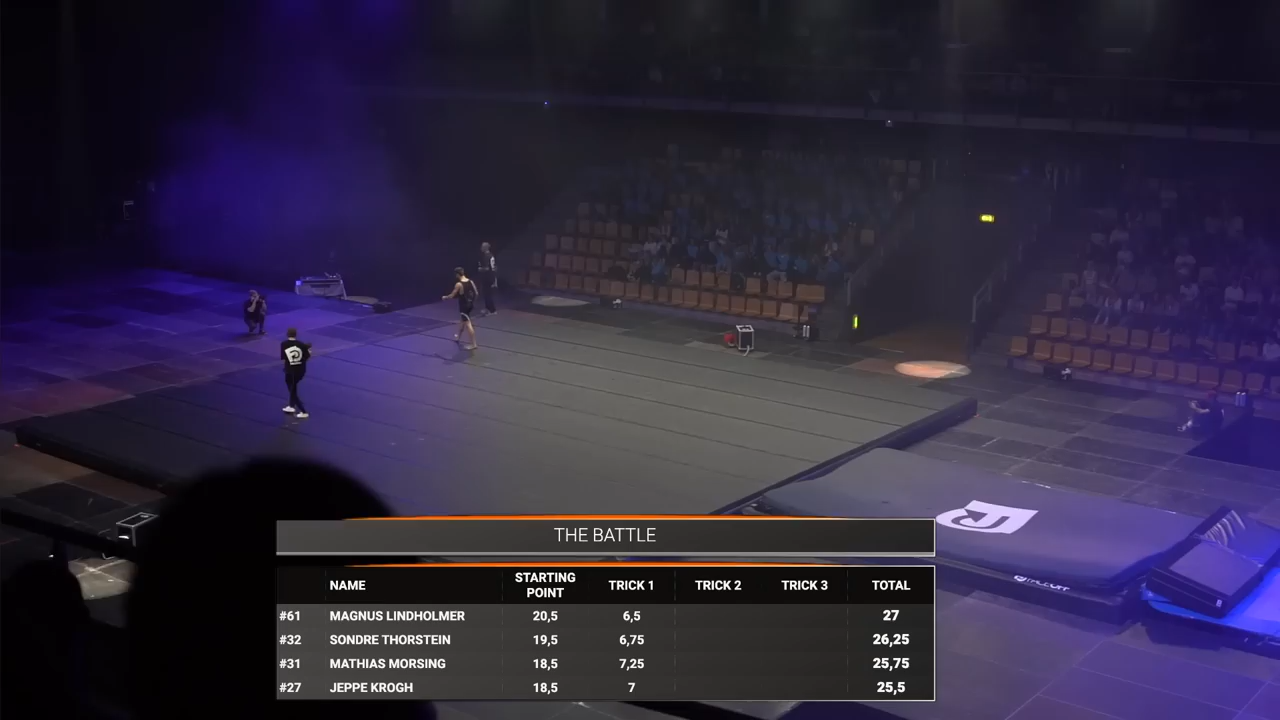 THE BATTLE
NAME STARTING POINT TRICK 1 TRICK 2 TRICK 3 TOTAL
#61 MAGNUS LINDHOLMER 20,5 6,5 27
#32 SONDRE THORSTEIN 19,5 6,75 26,25
#31 MATHIAS MORSING 18,5 7,25 25,75
#27 JEPPE KROGH 18,5 7 25,5